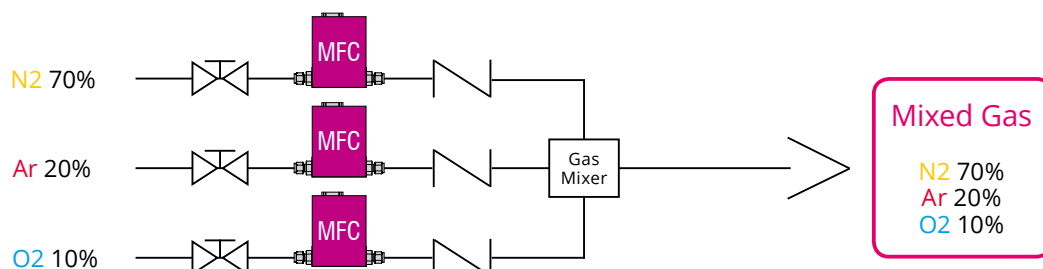 N2 70%
MFC
Ar 20%
MFC
O2 10%
MFC
Gas
Mixer
Mixed Gas
N2 70%
Ar 20%
O2 10%